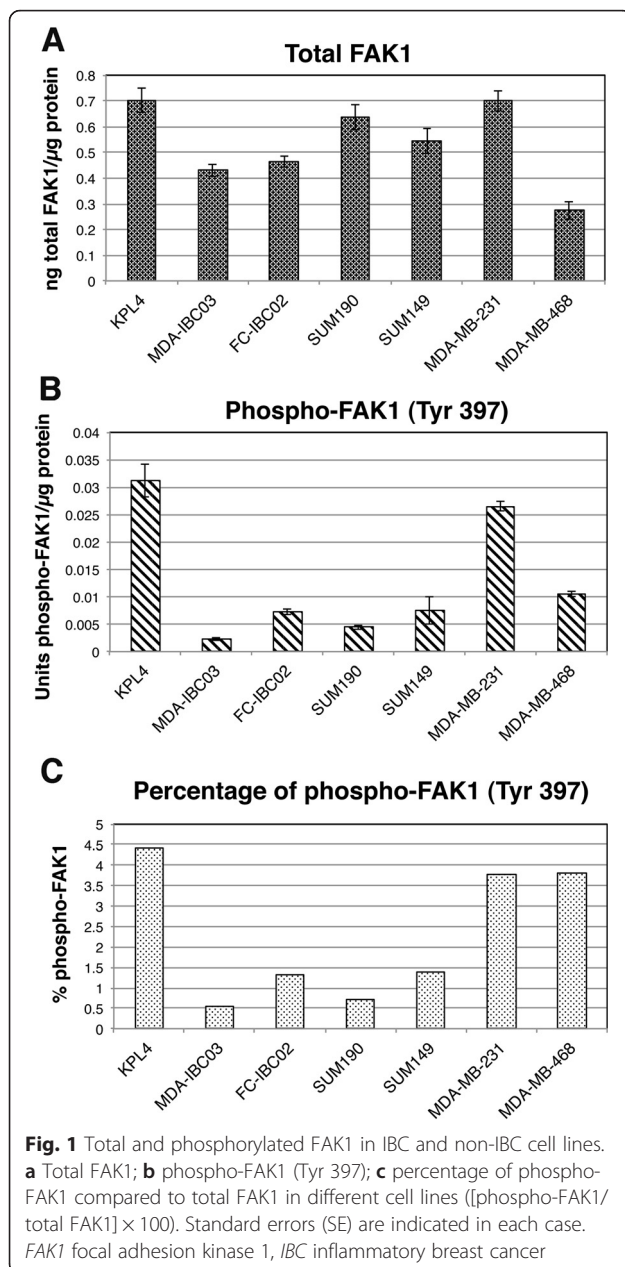 A
Total FAK1
ng total FAK1/µg protein
0.8
0.7
0.6
0.5
0.4
0.3
0.2
0.1
0
KPL4
MDA-IBC03
FC-IBC02
SUM190
SUM149
MDA-MB-231
MDA-MB-468
B
Phospho-FAK1 (Tyr 397)
Units phospho-FAK1/µg protein
0.04
0.035
0.03
0.025
0.02
0.015
0.01
0.005
0
KPL4
MDA-IBC03
FC-IBC02
SUM190
SUM149
MDA-MB-231
MDA-MB-468
C
Percentage of phospho-FAK1 (Tyr 397)
% phospho-FAK1
5
4.5
4
3.5
3
2.5
2
1.5
1
0.5
0
KPL4
MDA-IBC03
FC-IBC02
SUM190
SUM149
MDA-MB-231
MDA-MB-468
Fig. 1 Total and phosphorylated FAK1 in IBC and non-IBC cell lines.
a Total FAK1; b phospho-FAK1 (Tyr 397); c percentage of phospho-
FAK1 compared to total FAK1 in different cell lines ([phospho-FAK1/
total FAK1] × 100). Standard errors (SE) are indicated in each case.
FAK1 focal adhesion kinase 1, IBC inflammatory breast cancer